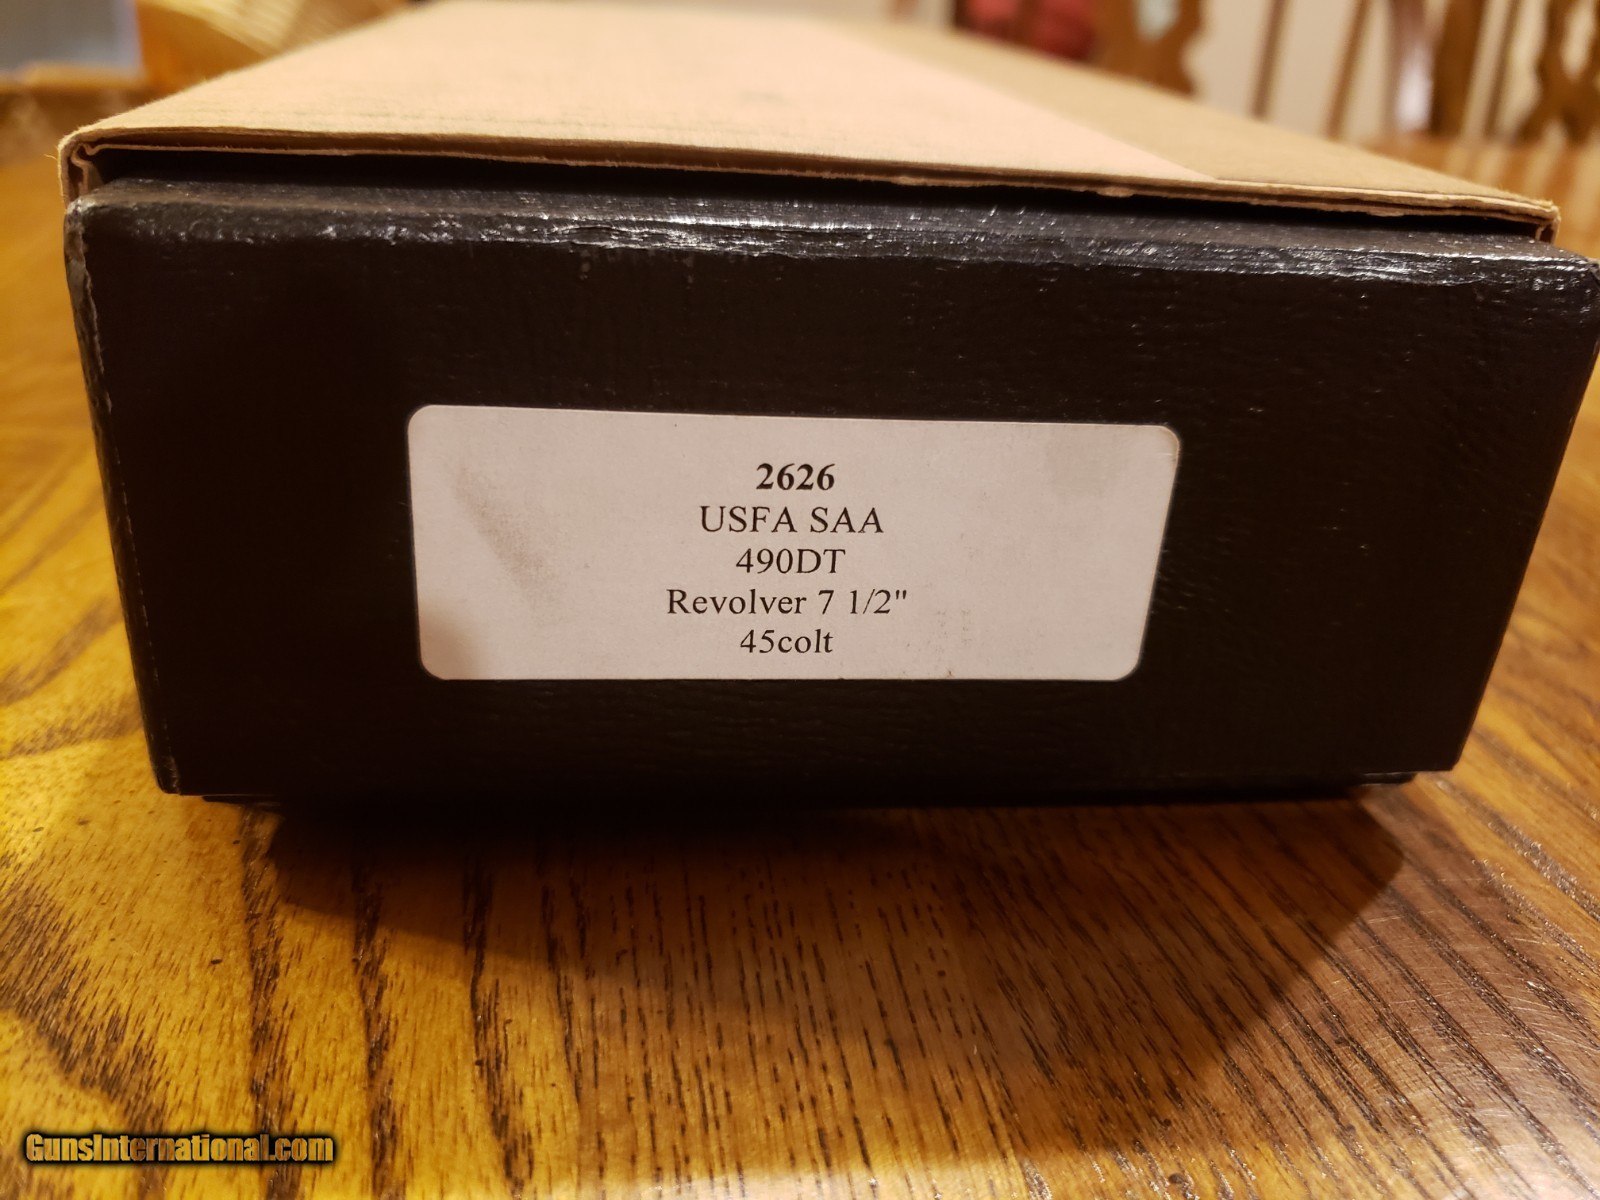 2626
USFA SAA
490DT
Revolver 7 1/2"
45colt
GunsInternational.com